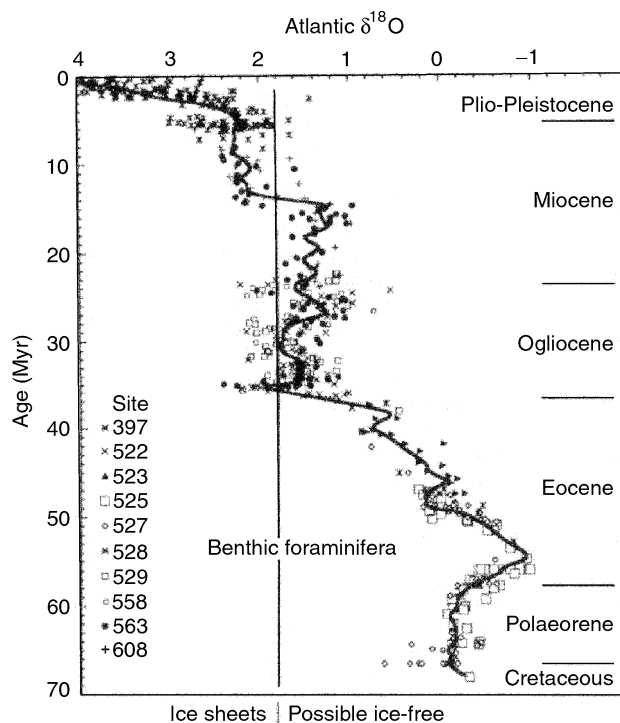 Atlantic δ¹⁸O
4 3 2 1 0 −1
0
10
20
30
40
50
60
70
Age (Myr)
Plio-Pleistocene
Miocene
Ogliocene
Eocene
Polaeorene
Cretaceous
Site
397
522
523
525
527
528
529
558
563
608
Benthic foraminifera
Ice sheets Possible ice-free